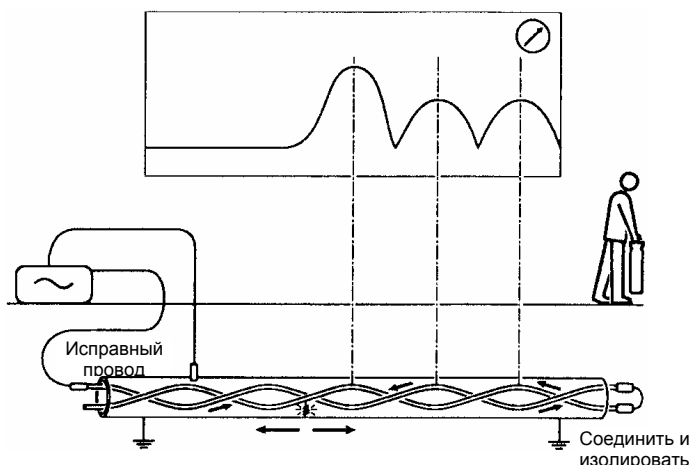 Исправный
провод
Соединить и
изолировать